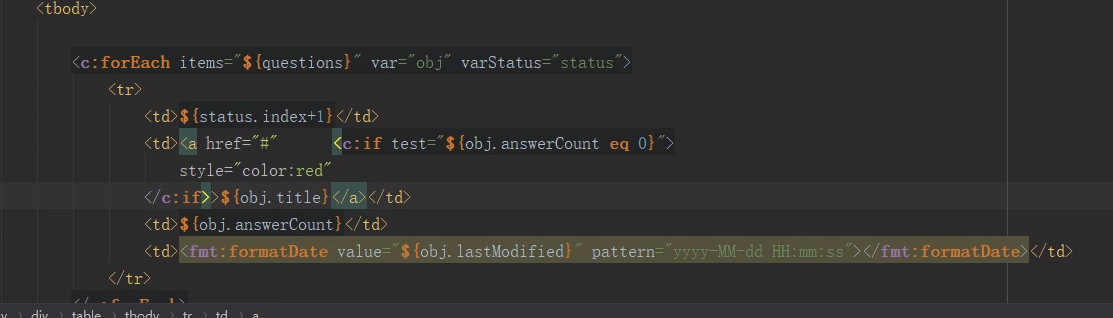 <tbody>
<c:forEach items="${questions}" var="obj" varStatus="status">
<tr>
<td>${status.index+1}</td>
<td><a href="#" <c:if test="${obj.answerCount eq 0}">
style="color:red"
</c:if>>${obj.title}</a></td>
<td>${obj.answerCount}</td>
<td><fmt:formatDate value="${obj.lastModified}" pattern="yyyy-MM-dd HH:mm:ss"></fmt:formatDate></td>
</tr>
</c:forEach>
y › div › table › tbody › tr › td › a